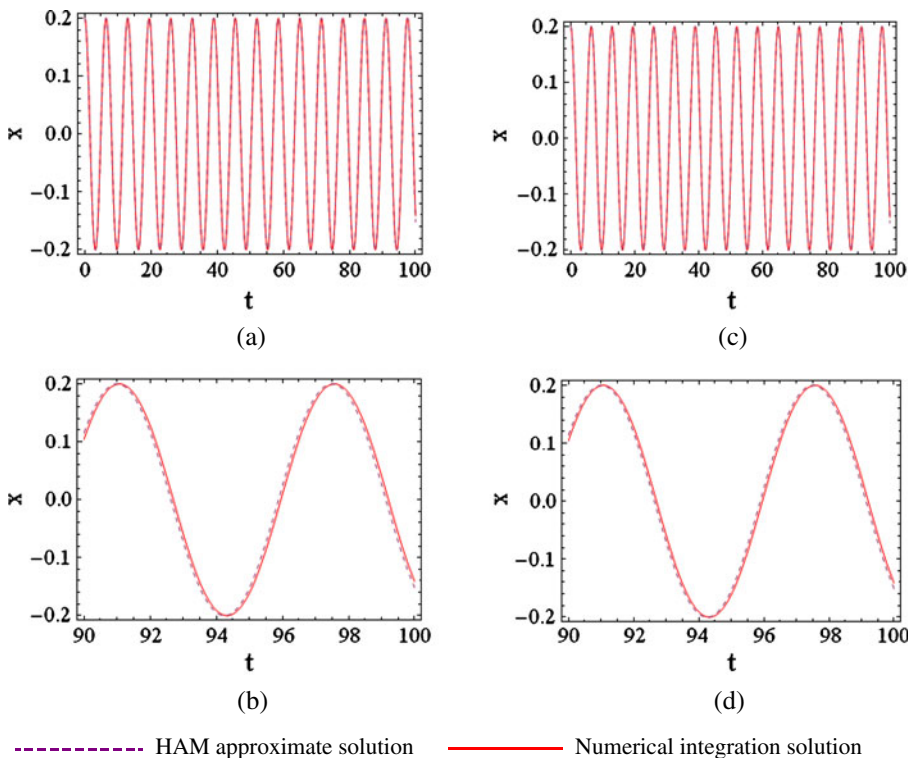 0.2
0.1
0.0
−0.1
−0.2
x
0 20 40 60 80 100
t
(a)
0.2
0.1
0.0
−0.1
−0.2
x
0 20 40 60 80 100
t
(c)
0.2
0.1
0.0
−0.1
−0.2
x
90 92 94 96 98 100
t
(b)
0.2
0.1
0.0
−0.1
−0.2
x
90 92 94 96 98 100
t
(d)
HAM approximate solution
Numerical integration solution